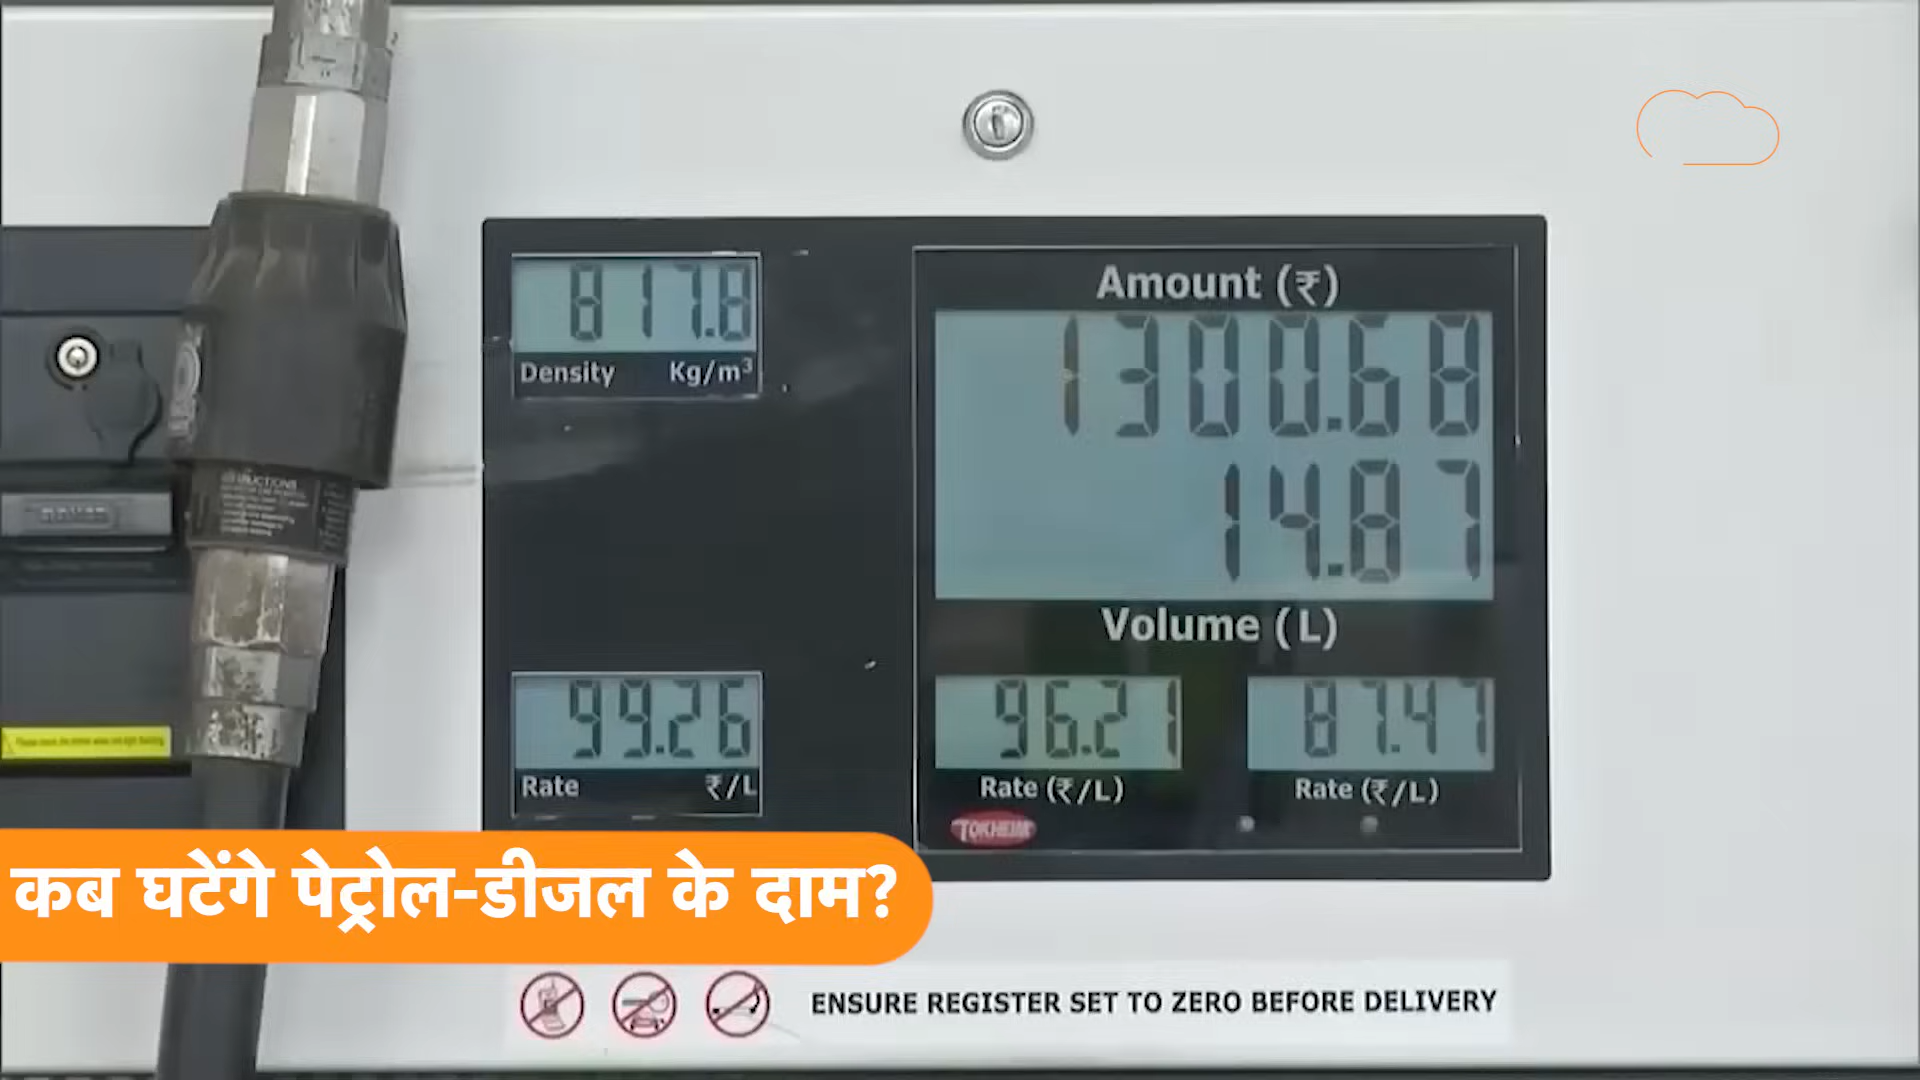 817.8
Density Kg/m³
Amount (₹)
1300.68
14.87
Volume (L)
99.26
Rate ₹/L
96.21
Rate (₹/L)
87.47
Rate (₹/L)
TOKHEIM
कब घटेंगे पेट्रोल-डीजल के दाम?
ENSURE REGISTER SET TO ZERO BEFORE DELIVERY